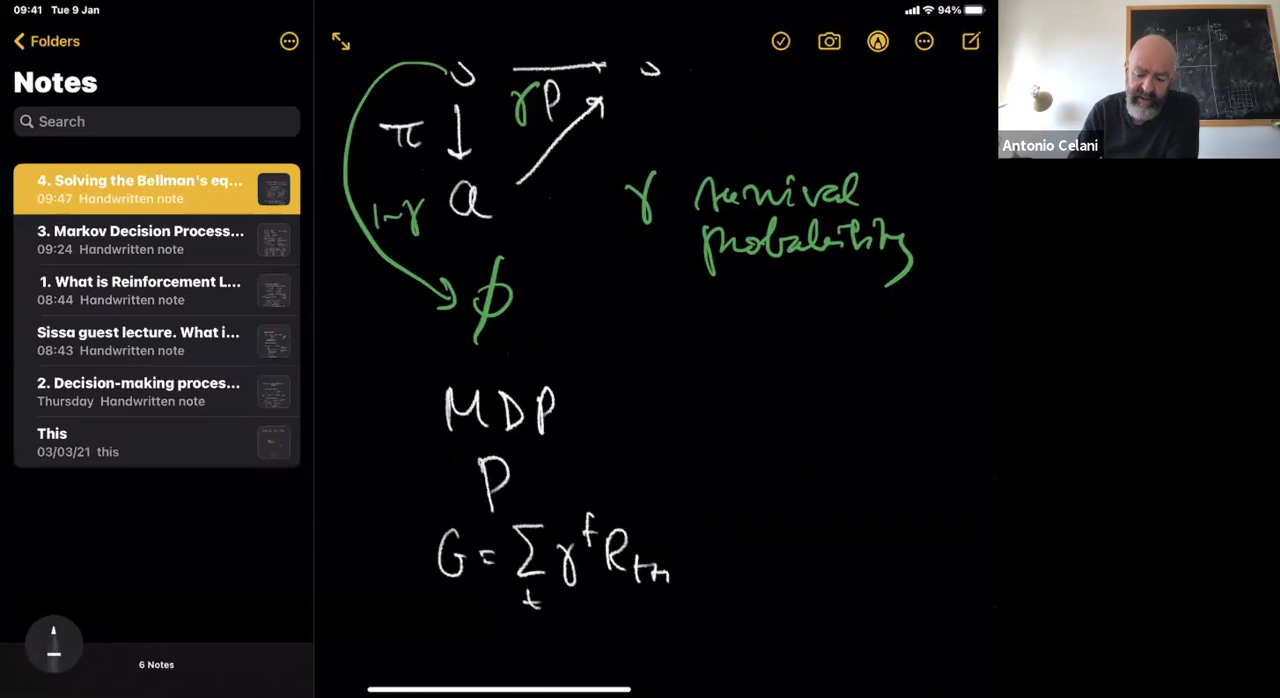 09:41 Tue 9 Jan
94%
Folders
Notes
Search
4. Solving the Bellman's eq...
09:47 Handwritten note
3. Markov Decision Process...
09:24 Handwritten note
1. What is Reinforcement L...
08:44 Handwritten note
Sissa guest lecture. What i...
08:43 Handwritten note
2. Decision-making proces...
Thursday Handwritten note
This
03/03/21 this
6 Notes
γP
π
a
1-γ
ϕ
γ survival
probability
MDP
P
G = Σ_t γ^t R_{t+1}
Antonio Celani